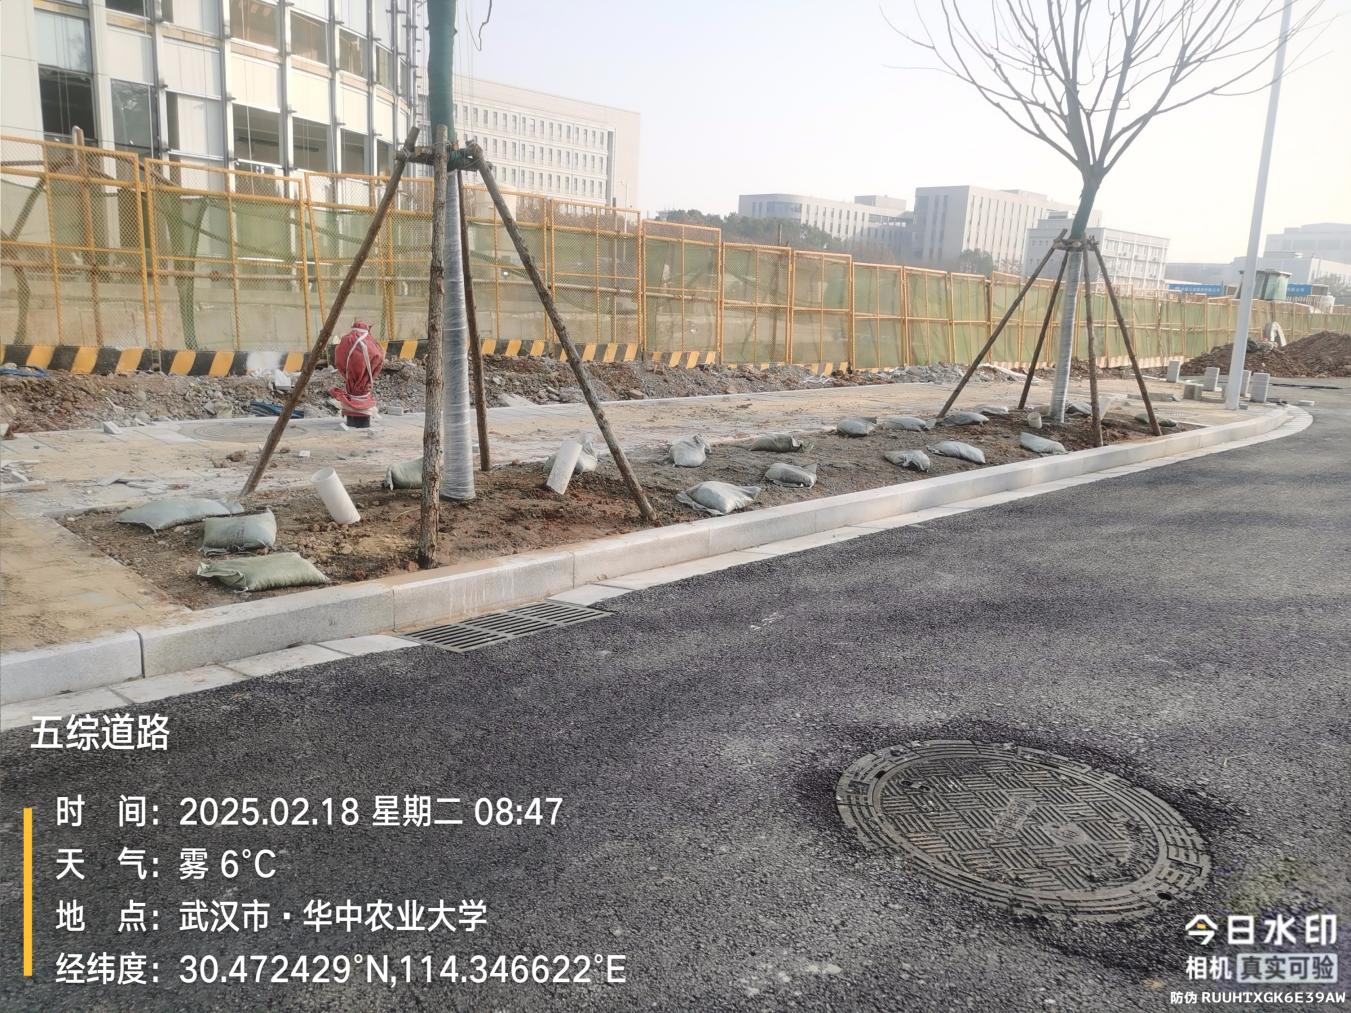 五综道路
时 间：2025.02.18 星期二 08:47
天 气：雾 6°C
地 点：武汉市·华中农业大学
经纬度：30.472429°N,114.346622°E
今日水印
相机 真实可验
防伪 RUUHTXGK6E39AW